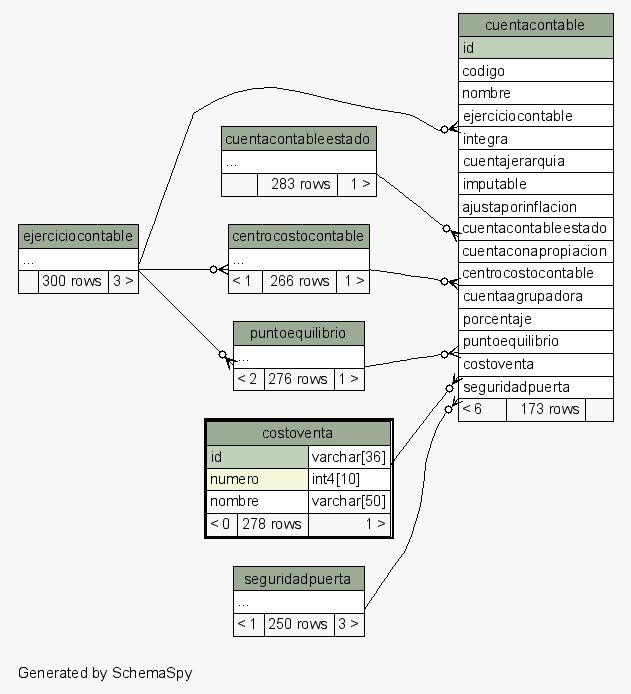 cuentacontable
id
codigo
nombre
ejerciciocontable
integra
cuentajerarquia
imputable
ajustaporinflacion
cuentacontableestado
cuentaconapropiacion
centrocostocontable
cuentaagrupadora
porcentaje
puntoequilibrio
costoventa
seguridadpuerta
< 6 173 rows
cuentacontableestado
...
283 rows 1 >
ejerciciocontable
...
300 rows 3 >
centrocostocontable
...
< 1 266 rows 1 >
puntoequilibrio
...
< 2 276 rows 1 >
costoventa
id varchar[36]
numero int4[10]
nombre varchar[50]
< 0 278 rows 1 >
seguridadpuerta
...
< 1 250 rows 3 >
Generated by SchemaSpy